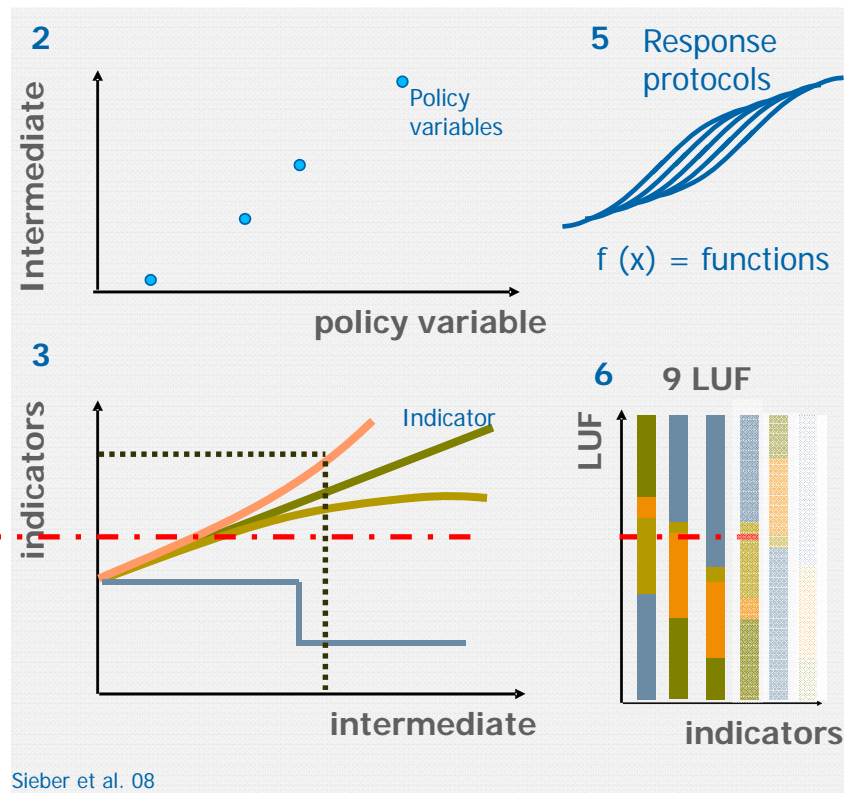 2
Intermediate
Policy
variables
policy variable
5 Response
protocols
f (x) = functions
3
indicators
Indicator
intermediate
6 9 LUF
LUF
indicators
Sieber et al. 08